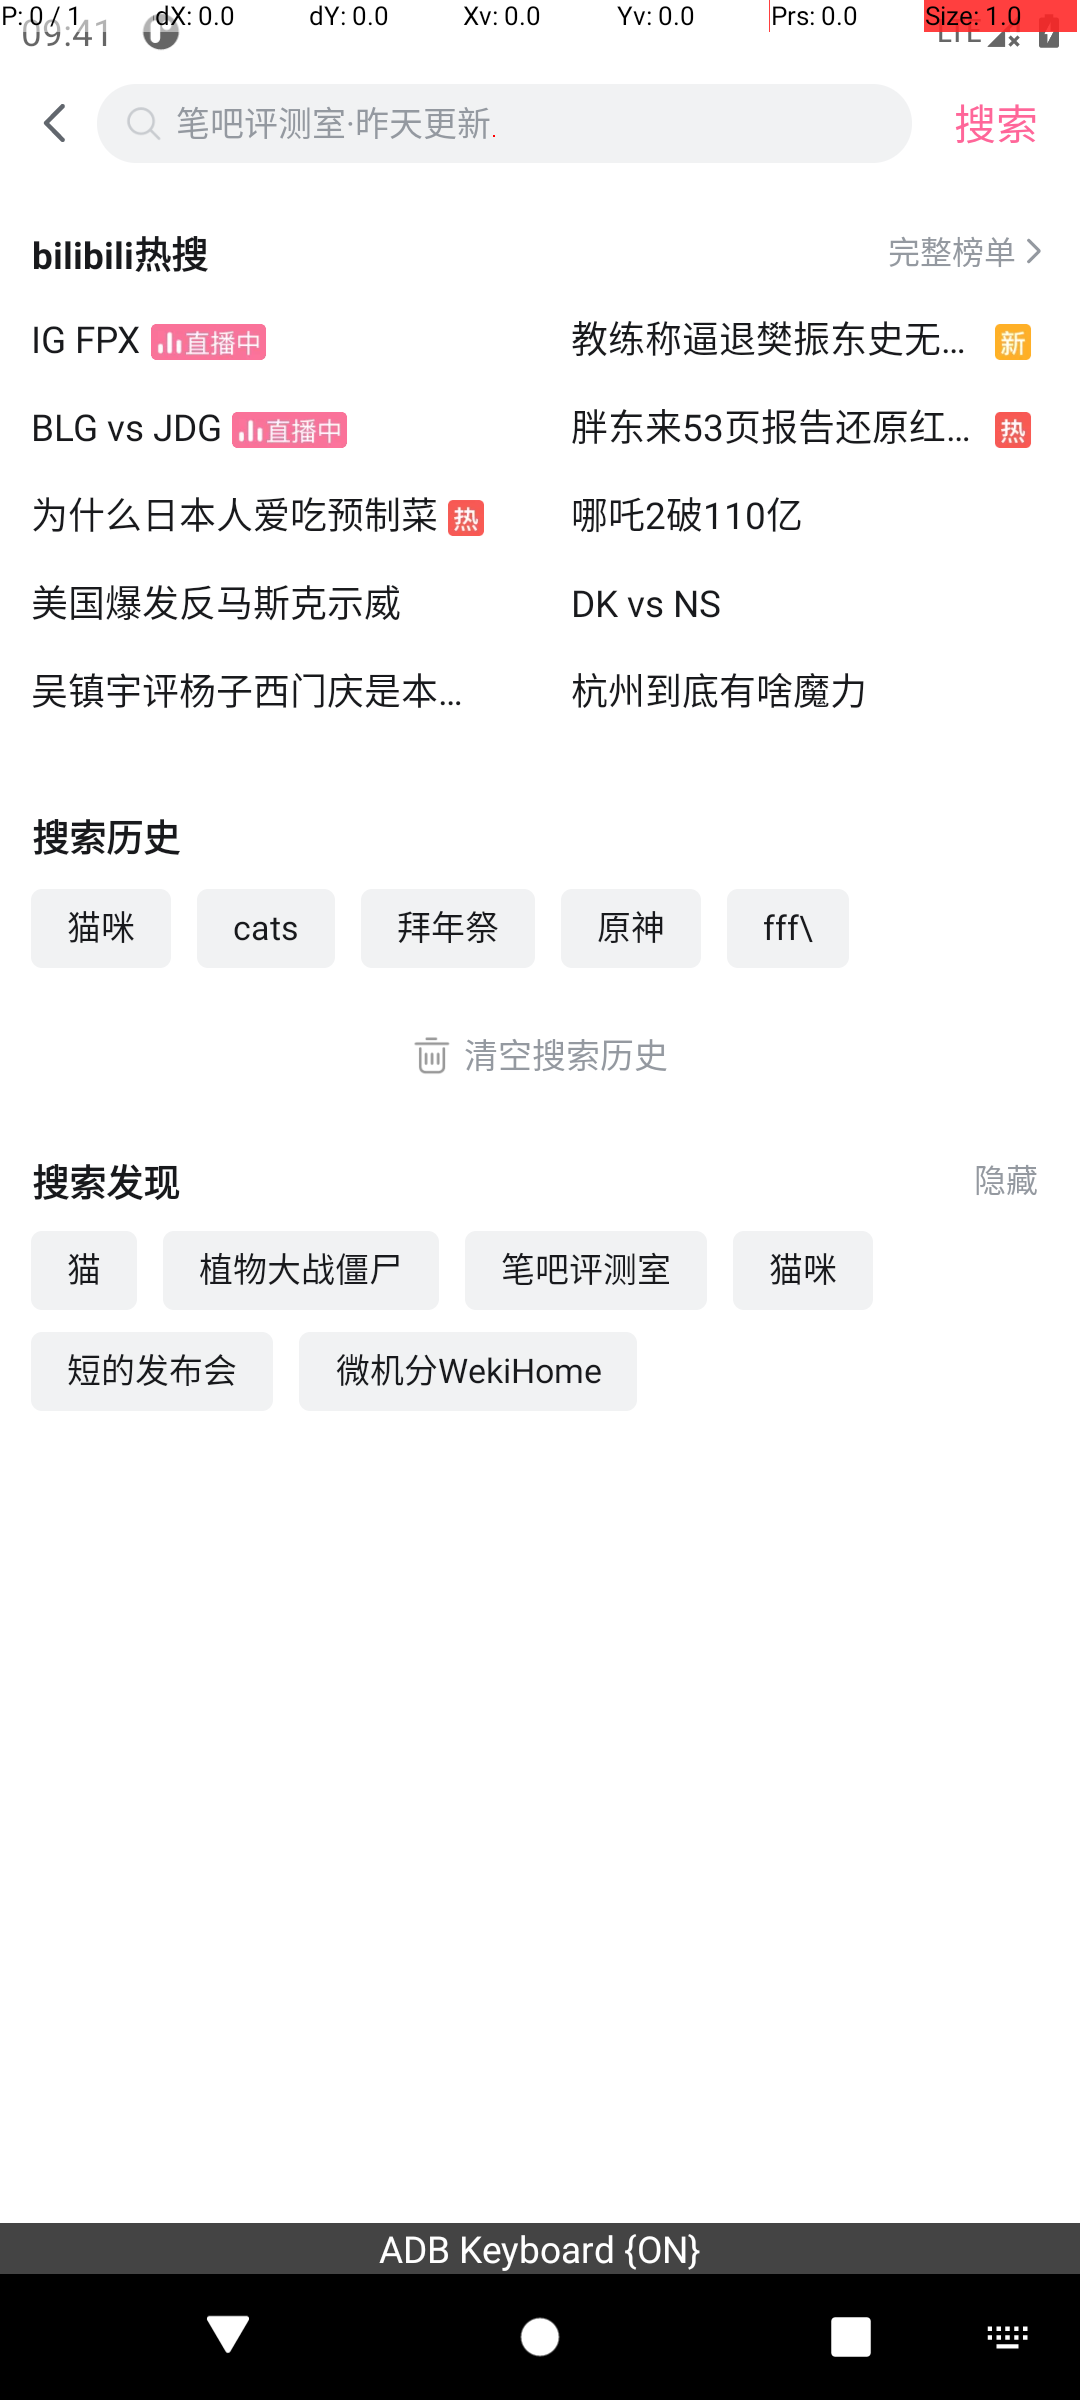 P: 0 / 1 dX: 0.0 dY: 0.0 Xv: 0.0 Yv: 0.0 Prs: 0.0 Size: 1.0
09:41 LTE
笔吧评测室·昨天更新 搜索
bilibili热搜 完整榜单
IG FPX 直播中 教练称逼退樊振东史无... 新
BLG vs JDG 直播中 胖东来53页报告还原红... 热
为什么日本人爱吃预制菜 热 哪吒2破110亿
美国爆发反马斯克示威 DK vs NS
吴镇宇评杨子西门庆是本... 杭州到底有啥魔力
搜索历史
猫咪 cats 拜年祭 原神 fff\
清空搜索历史
搜索发现 隐藏
猫 植物大战僵尸 笔吧评测室 猫咪
短的发布会 微机分WekiHome
ADB Keyboard {ON}